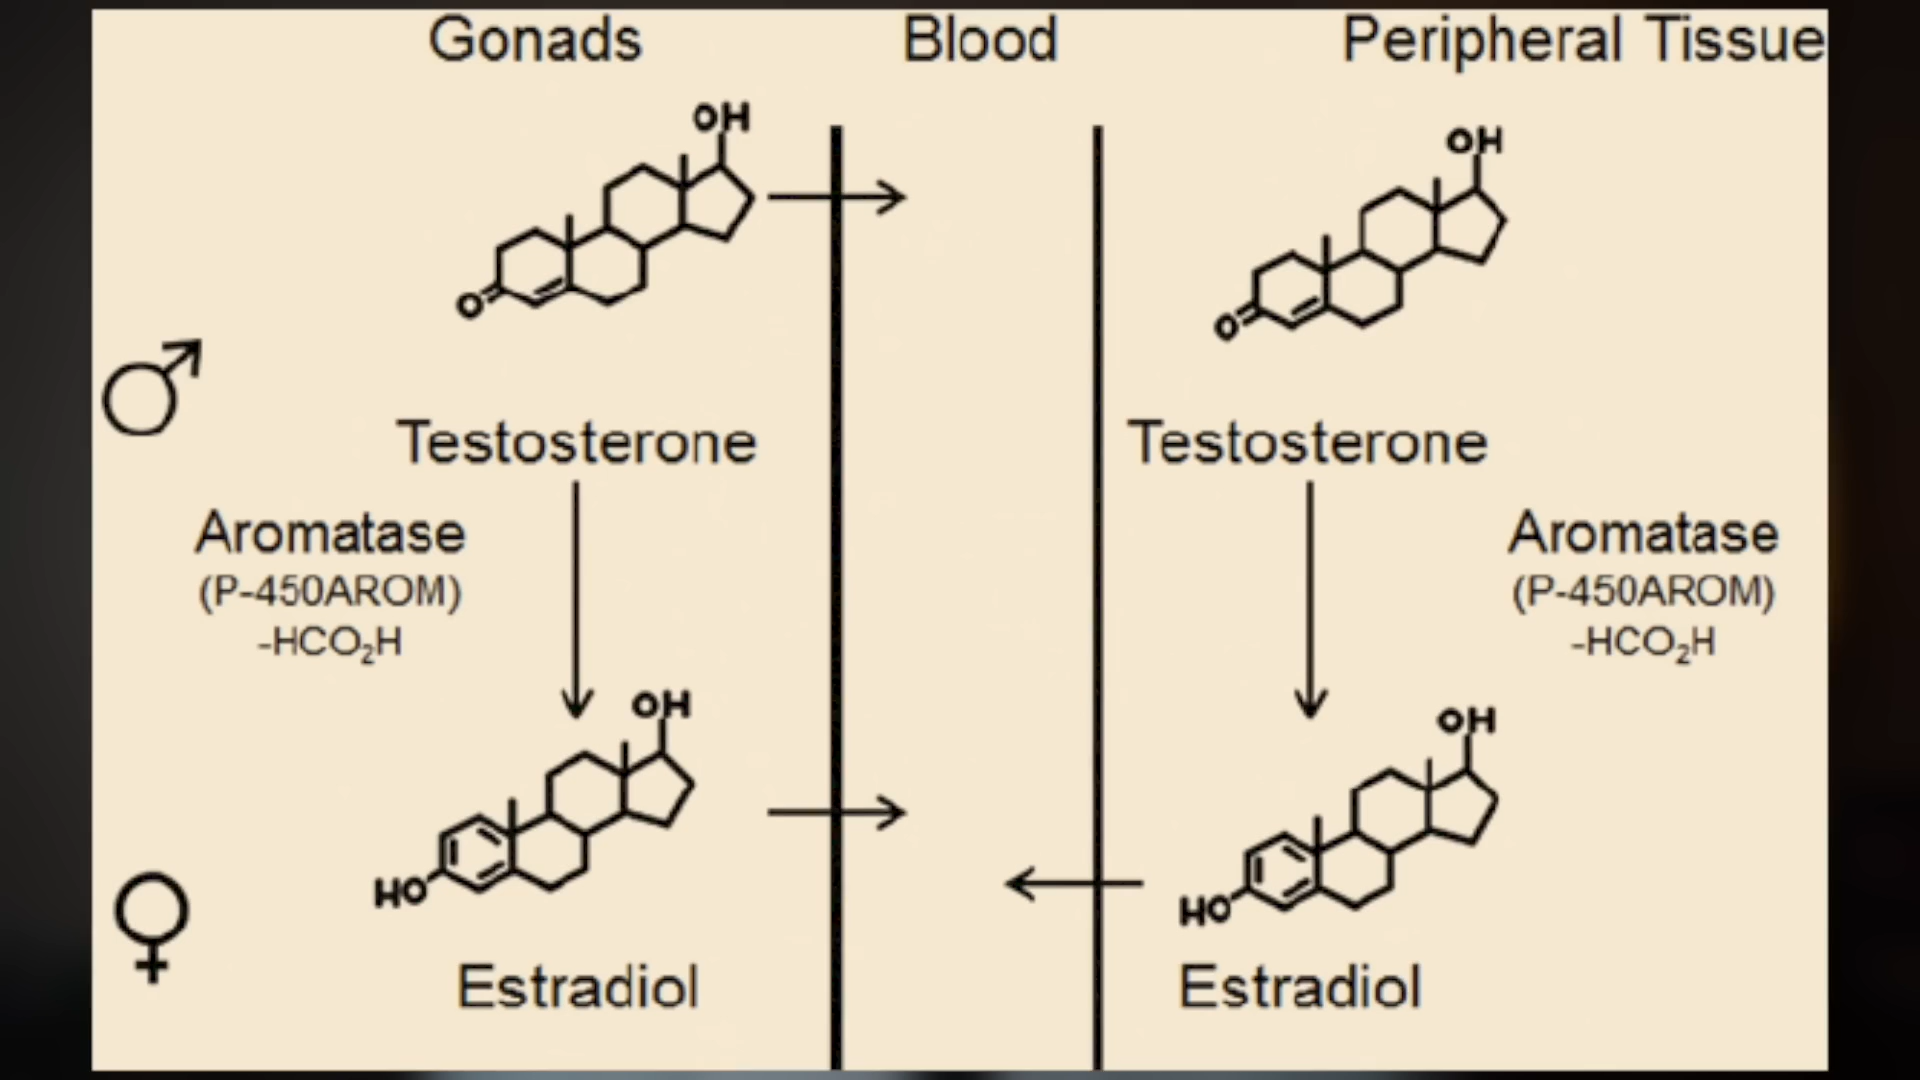 Gonads
Blood
Peripheral Tissue
OH
O
Testosterone
Aromatase
(P-450AROM)
-HCO₂H
OH
HO
Estradiol
OH
O
Testosterone
Aromatase
(P-450AROM)
-HCO₂H
OH
HO
Estradiol